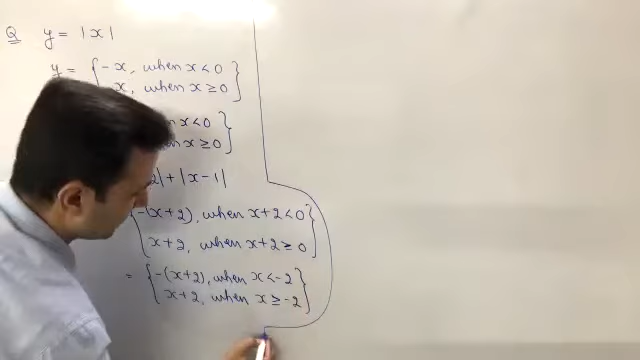 Q y = |x|
y = { -x, when x < 0 }
x, when x ≥ 0
x < 0 }
x ≥ 0
2| + |x - 1|
{ -(x+2), when x+2 < 0 }
x+2, when x+2 ≥ 0
= { -(x+2), when x < -2 }
x+2, when x ≥ -2